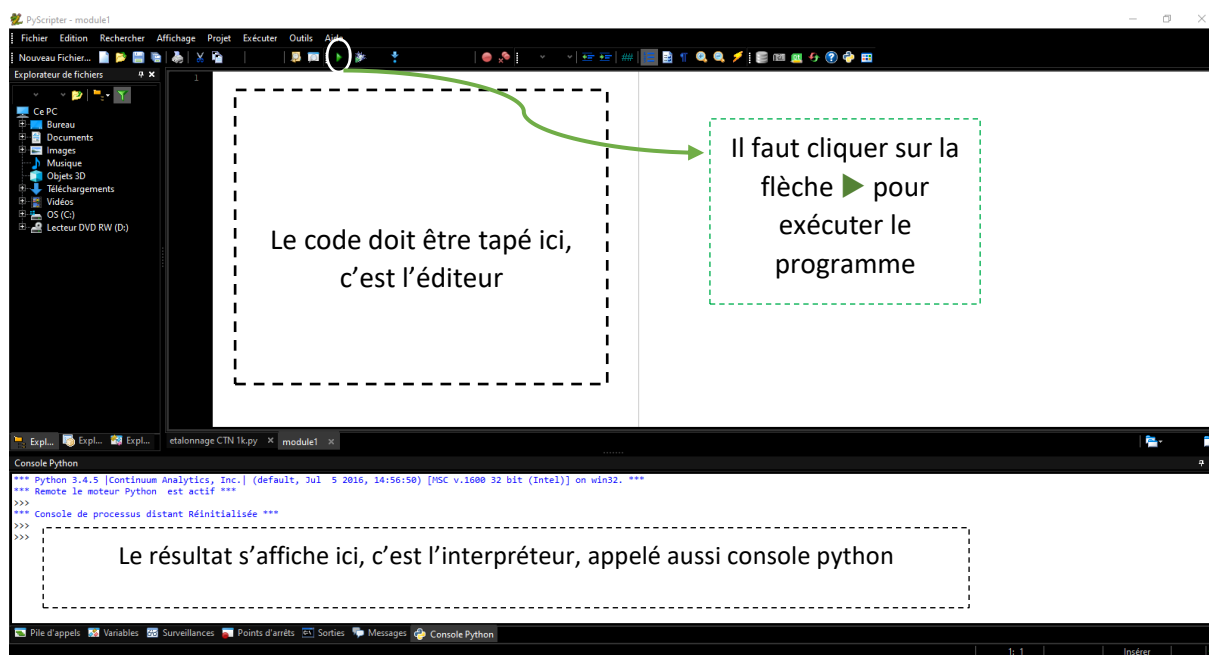 PyScripter - module1
Fichier Edition Rechercher Affichage Projet Exécuter Outils Aide
Nouveau Fichier...
Explorateur de fichiers
1
Ce PC
Bureau
Documents
Images
Musique
Objets 3D
Téléchargements
Vidéos
OS (C:)
Lecteur DVD RW (D:)
Le code doit être tapé ici,
c’est l’éditeur
Il faut cliquer sur la
flèche ▶ pour
exécuter le
programme
Expl... Expl... Expl...
etalonnage CTN 1k.py × module1 ×
Console Python
*** Python 3.4.5 |Continuum Analytics, Inc.| (default, Jul 5 2016, 14:56:50) [MSC v.1600 32 bit (Intel)] on win32. ***
*** Remote le moteur Python est actif ***
>>>
*** Console de processus distant Réinitialisée ***
>>>
>>>
Le résultat s’affiche ici, c’est l’interpréteur, appelé aussi console python
Pile d'appels Variables Surveillances Points d'arrêts Sorties Messages Console Python
1: 1 Insérer